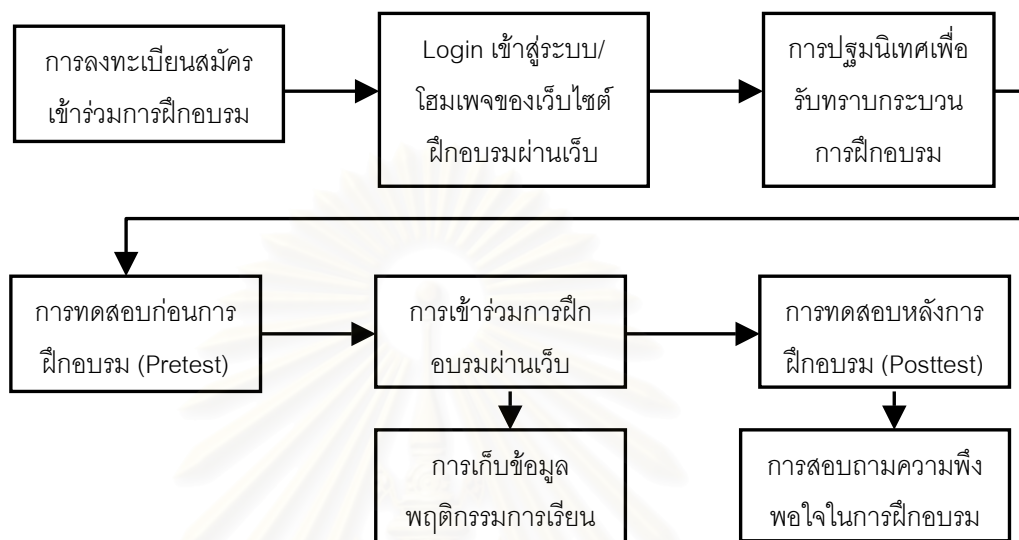 การลงทะเบียนสมัคร
เข้าร่วมการฝึกอบรม
Login เข้าสู่ระบบ/
โฮมเพจของเว็บไซต์
ฝึกอบรมผ่านเว็บ
การปฐมนิเทศเพื่อ
รับทราบกระบวน
การฝึกอบรม
การทดสอบก่อนการ
ฝึกอบรม (Pretest)
การเข้าร่วมการฝึก
อบรมผ่านเว็บ
การทดสอบหลังการ
ฝึกอบรม (Posttest)
การเก็บข้อมูล
พฤติกรรมการเรียน
การสอบถามความพึง
พอใจในการฝึกอบรม